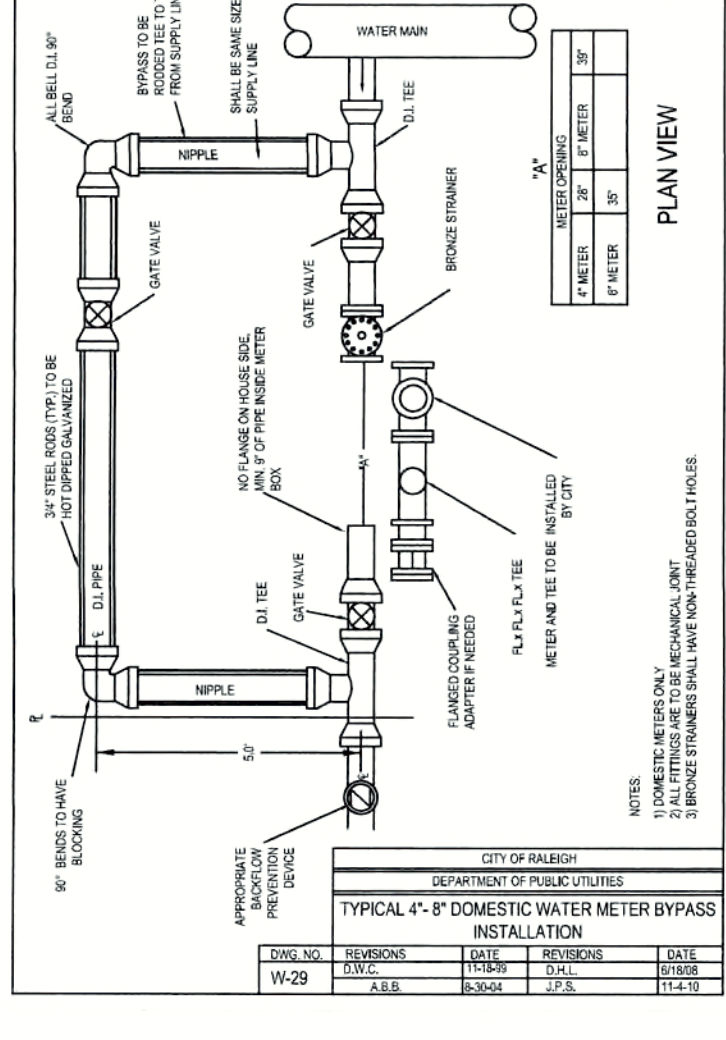 WATER MAIN
ALL BELL D.I. 90°
BEND
BYPASS TO BE
RODDED TEE TO
FROM SUPPLY
SHALL BE SAME SIZE
SUPPLY LINE
NIPPLE
D.I. TEE
GATE VALVE
GATE VALVE
BRONZE STRAINER
"A"
METER OPENING
4" METER 28" 8" METER 39"
6" METER 35"
PLAN VIEW
3/4" STEEL RODS (TYP.) TO BE
HOT DIPPED GALVANIZED
NO FLANGE ON HOUSE SIDE,
MIN. 9" OF PIPE INSIDE METER
BOX
"A"
℄ D.I. PIPE
D.I. TEE
GATE VALVE
NIPPLE
FLANGED COUPLING
ADAPTER IF NEEDED
FL.x FL.x FL.x TEE
METER AND TEE TO BE INSTALLED
BY CITY
PL
5.0'
℄
90° BENDS TO HAVE
BLOCKING
APPROPRIATE
BACKFLOW
PREVENTION
DEVICE
NOTES:
1) DOMESTIC METERS ONLY
2) ALL FITTINGS ARE TO BE MECHANICAL JOINT
3) BRONZE STRAINERS SHALL HAVE NON-THREADED BOLT HOLES.
CITY OF RALEIGH
DEPARTMENT OF PUBLIC UTILITIES
TYPICAL 4"- 8" DOMESTIC WATER METER BYPASS
INSTALLATION
DWG. NO. REVISIONS DATE REVISIONS DATE
W-29 D.W.C. 11-18-99 D.H.L. 6/18/08
A.B.B. 8-30-04 J.P.S. 11-4-10